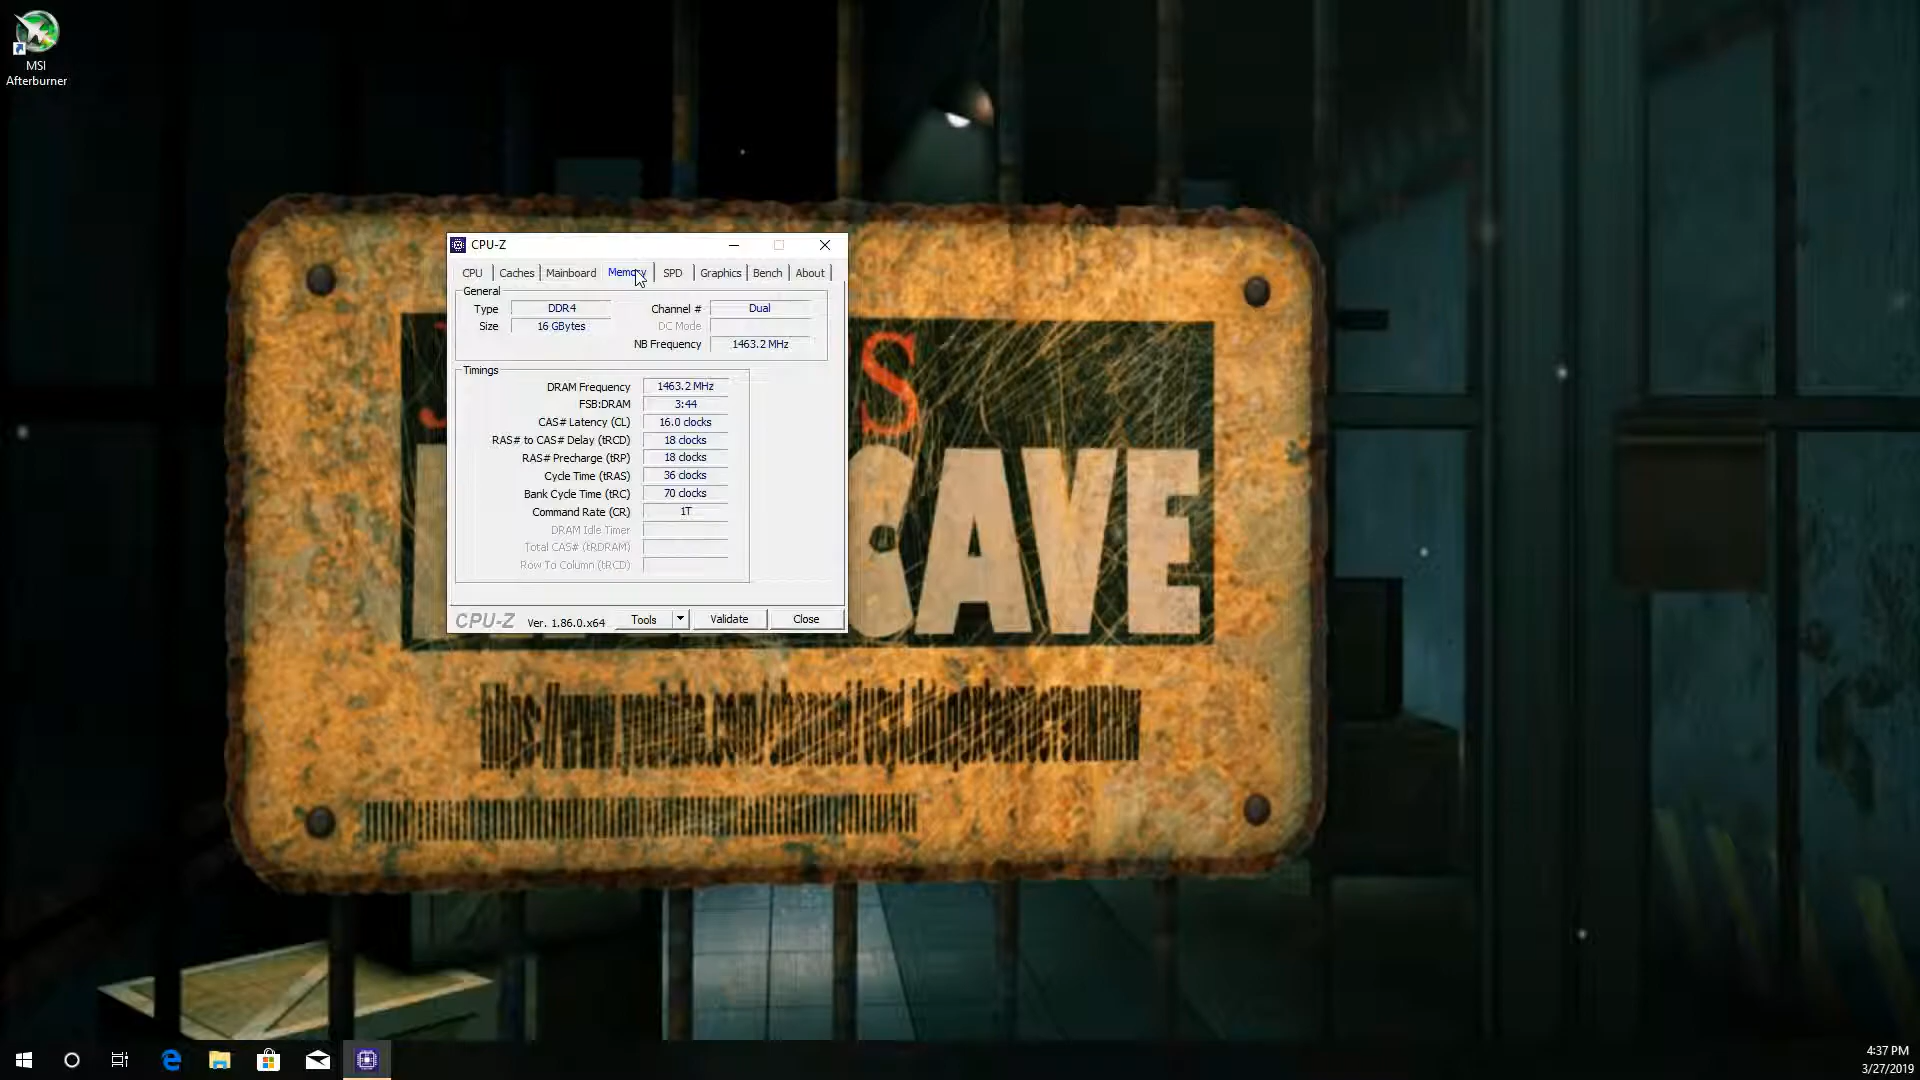 MSI
Afterburner
CPU-Z
CPU Caches Mainboard Memory SPD Graphics Bench About
General
Type DDR4 Channel # Dual
Size 16 GBytes DC Mode
NB Frequency 1463.2 MHz
Timings
DRAM Frequency 1463.2 MHz
FSB:DRAM 3:44
CAS# Latency (CL) 16.0 clocks
RAS# to CAS# Delay (tRCD) 18 clocks
RAS# Precharge (tRP) 18 clocks
Cycle Time (tRAS) 36 clocks
Bank Cycle Time (tRC) 70 clocks
Command Rate (CR) 1T
DRAM Idle Timer
Total CAS# (tRDRAM)
Row To Column (tRCD)
CPU-Z Ver. 1.86.0.x64 Tools Validate Close
S
AVE
4:37 PM
3/27/2019